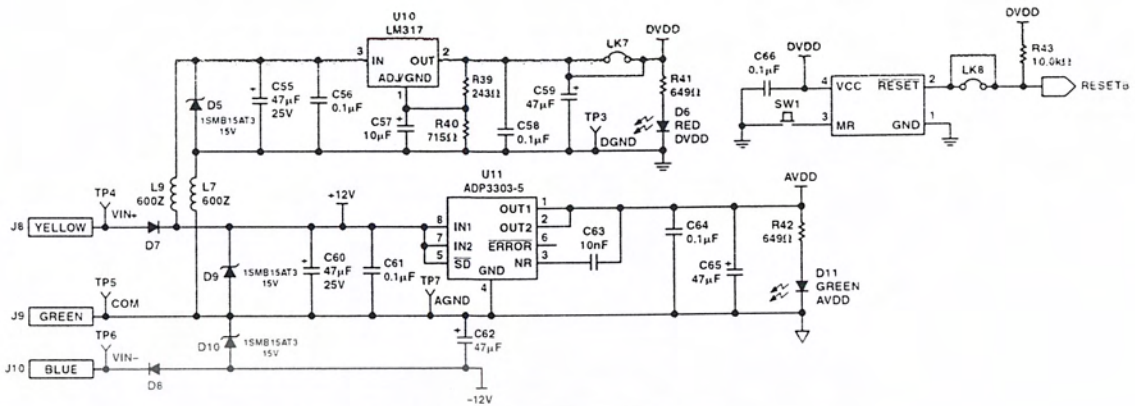 U10
LM317
3
IN
OUT
2
ADJ/GND
1
D5
1SMB15AT3
15V
C55
47µF
25V
C56
0.1µF
C57
10µF
R39
243Ω
R40
715Ω
C58
0.1µF
C59
47µF
LK7
DVDD
R41
649Ω
D6
RED
DVDD
TP3
DGND
C66
0.1µF
DVDD
SW1
4
VCC
RESET
2
3
MR
GND
1
LK8
DVDD
R43
10.0kΩ
RESETB
L9
600Z
L7
600Z
TP4
VIN+
J8
YELLOW
D7
+12V
U11
ADP3303-5
8
IN1
7
IN2
5
SD
OUT1
1
OUT2
2
ERROR
6
NR
3
GND
4
C63
10nF
AVDD
C64
0.1µF
C65
47µF
R42
649Ω
D11
GREEN
AVDD
D9
1SMB15AT3
15V
C60
47µF
25V
C61
0.1µF
TP7
AGND
TP5
COM
J9
GREEN
TP6
VIN−
D10
1SMB15AT3
15V
C62
47µF
J10
BLUE
D8
−12V